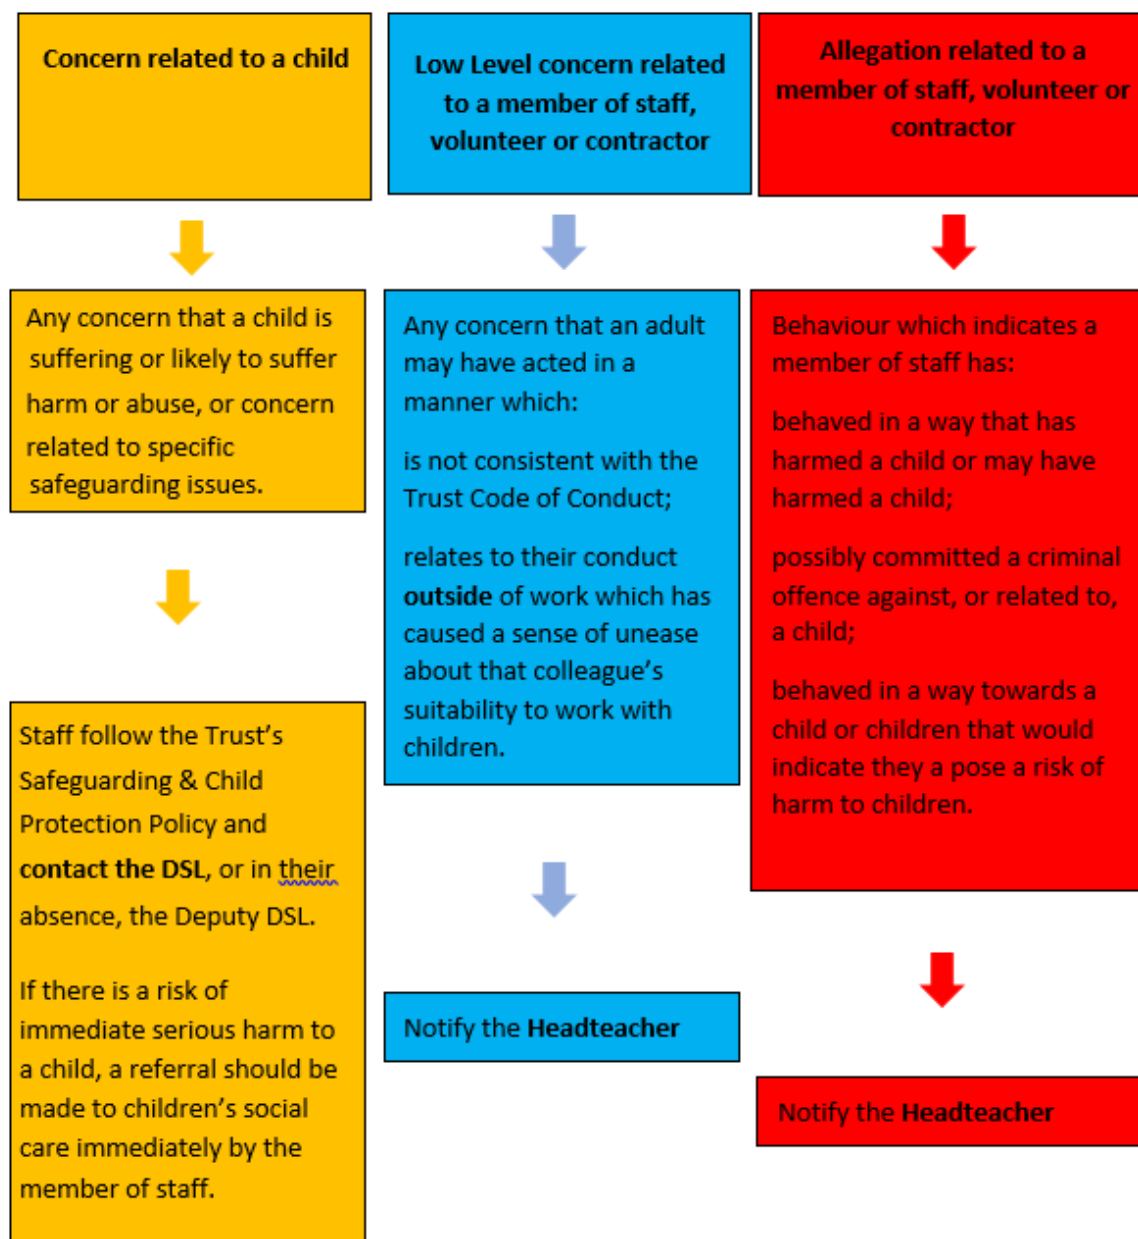 Concern related to a child
Any concern that a child is
suffering or likely to suffer
harm or abuse, or concern
related to specific
safeguarding issues.
Staff follow the Trust’s
Safeguarding & Child
Protection Policy and
contact the DSL, or in their
absence, the Deputy DSL.
If there is a risk of
immediate serious harm to
a child, a referral should be
made to children’s social
care immediately by the
member of staff.
Low Level concern related
to a member of staff,
volunteer or contractor
Any concern that an adult
may have acted in a
manner which:
is not consistent with the
Trust Code of Conduct;
relates to their conduct
outside of work which has
caused a sense of unease
about that colleague’s
suitability to work with
children.
Notify the Headteacher
Allegation related to a
member of staff, volunteer or
contractor
Behaviour which indicates a
member of staff has:
behaved in a way that has
harmed a child or may have
harmed a child;
possibly committed a criminal
offence against, or related to,
a child;
behaved in a way towards a
child or children that would
indicate they a pose a risk of
harm to children.
Notify the Headteacher